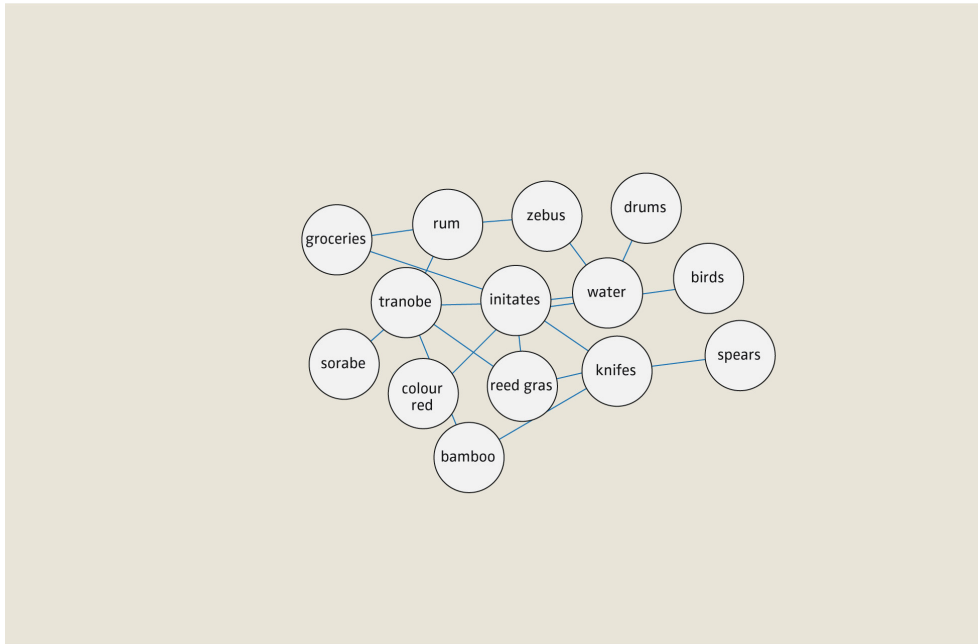 drums
zebus
rum
groceries
birds
water
initates
tranobe
spears
sorabe
knifes
reed gras
colour
red
bamboo